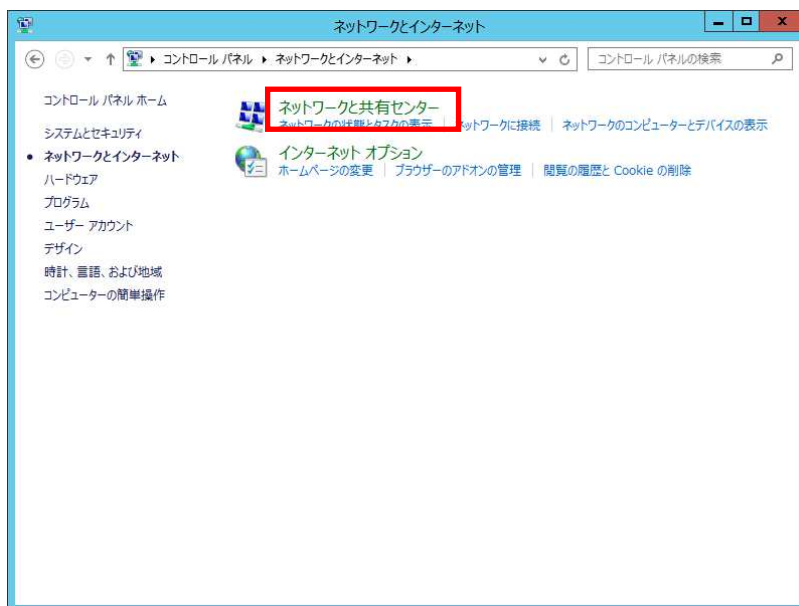 ネットワークとインターネット
コントロール パネル ネットワークとインターネット コントロール パネルの検索
コントロール パネル ホーム
システムとセキュリティ
ネットワークとインターネット
ハードウェア
プログラム
ユーザー アカウント
デザイン
時計、言語、および地域
コンピューターの簡単操作
ネットワークと共有センター
ネットワークの状態とタスクの表示 ネットワークに接続 ネットワークのコンピューターとデバイスの表示
インターネット オプション
ホームページの変更 ブラウザーのアドオンの管理 閲覧の履歴と Cookie の削除